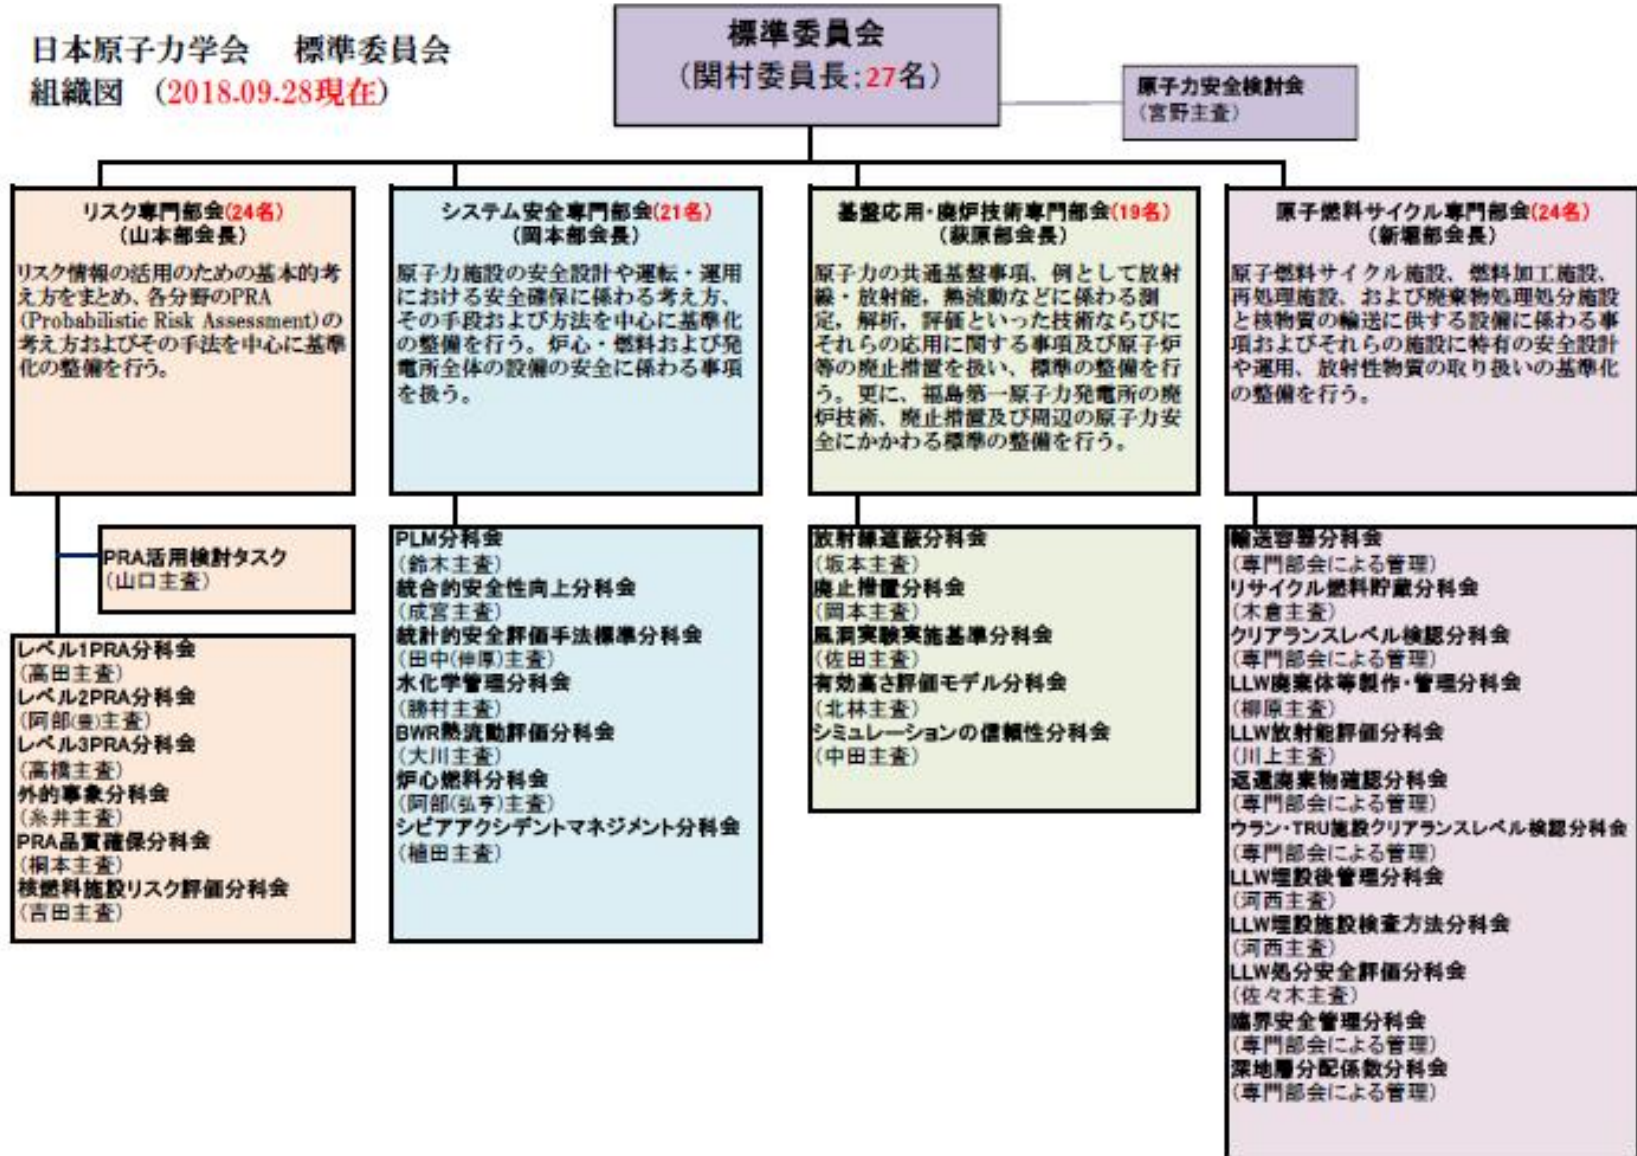 日本原子力学会 標準委員会
組織図 (2018.09.28現在)
標準委員会
(関村委員長;27名)
原子力安全検討会
(宮野主査)
リスク専門部会(24名)
(山本部会長)
リスク情報の活用のための基本的考
え方をまとめ、各分野のPRA
(Probabilistic Risk Assessment)の
考え方およびその手法を中心に基準
化の整備を行う。
PRA活用検討タスク
(山口主査)
レベル1PRA分科会
(高田主査)
レベル2PRA分科会
(阿部(豊)主査)
レベル3PRA分科会
(高橋主査)
外的事象分科会
(糸井主査)
PRA品質確保分科会
(桐本主査)
核燃料施設リスク評価分科会
(吉田主査)
システム安全専門部会(21名)
(岡本部会長)
原子力施設の安全設計や運転・運用
における安全確保に係わる考え方、
その手段および方法を中心に基準化
の整備を行う。炉心・燃料および発
電所全体の設備の安全に係わる事項
を扱う。
PLM分科会
(鈴木主査)
統合的安全性向上分科会
(成宮主査)
統計的安全評価手法標準分科会
(田中(伸厚)主査)
水化学管理分科会
(勝村主査)
BWR熱流動評価分科会
(大川主査)
炉心燃料分科会
(阿部(弘亨)主査)
シビアアクシデントマネジメント分科会
(植田主査)
基盤応用・廃炉技術専門部会(19名)
(萩原部会長)
原子力の共通基盤事項、例として放射
線・放射能，熱流動などに係わる測
定，解析，評価といった技術ならびに
それらの応用に関する事項及び原子炉
等の廃止措置を扱い、標準の整備を行
う。更に、福島第一原子力発電所の廃
炉技術、廃止措置及び周辺の原子力安
全にかかわる標準の整備を行う。
放射線遮蔽分科会
(坂本主査)
廃止措置分科会
(岡本主査)
風洞実験実施基準分科会
(佐田主査)
有効高さ評価モデル分科会
(北林主査)
シミュレーションの信頼性分科会
(中田主査)
原子燃料サイクル専門部会(24名)
(新堀部会長)
原子燃料サイクル施設、燃料加工施設、
再処理施設、および廃棄物処理処分施設
と核物質の輸送に供する設備に係わる事
項およびそれらの施設に特有の安全設計
や運用、放射性物質の取り扱いの基準化
の整備を行う。
輸送容器分科会
(専門部会による管理)
リサイクル燃料貯蔵分科会
(木倉主査)
クリアランスレベル検認分科会
(専門部会による管理)
LLW廃棄体等製作・管理分科会
(柳原主査)
LLW放射能評価分科会
(川上主査)
返還廃棄物確認分科会
(専門部会による管理)
ウラン・TRU施設クリアランスレベル検認分科会
(専門部会による管理)
LLW埋設後管理分科会
(河西主査)
LLW埋設施設検査方法分科会
(河西主査)
LLW処分安全評価分科会
(佐々木主査)
臨界安全管理分科会
(専門部会による管理)
深地層分配係数分科会
(専門部会による管理)